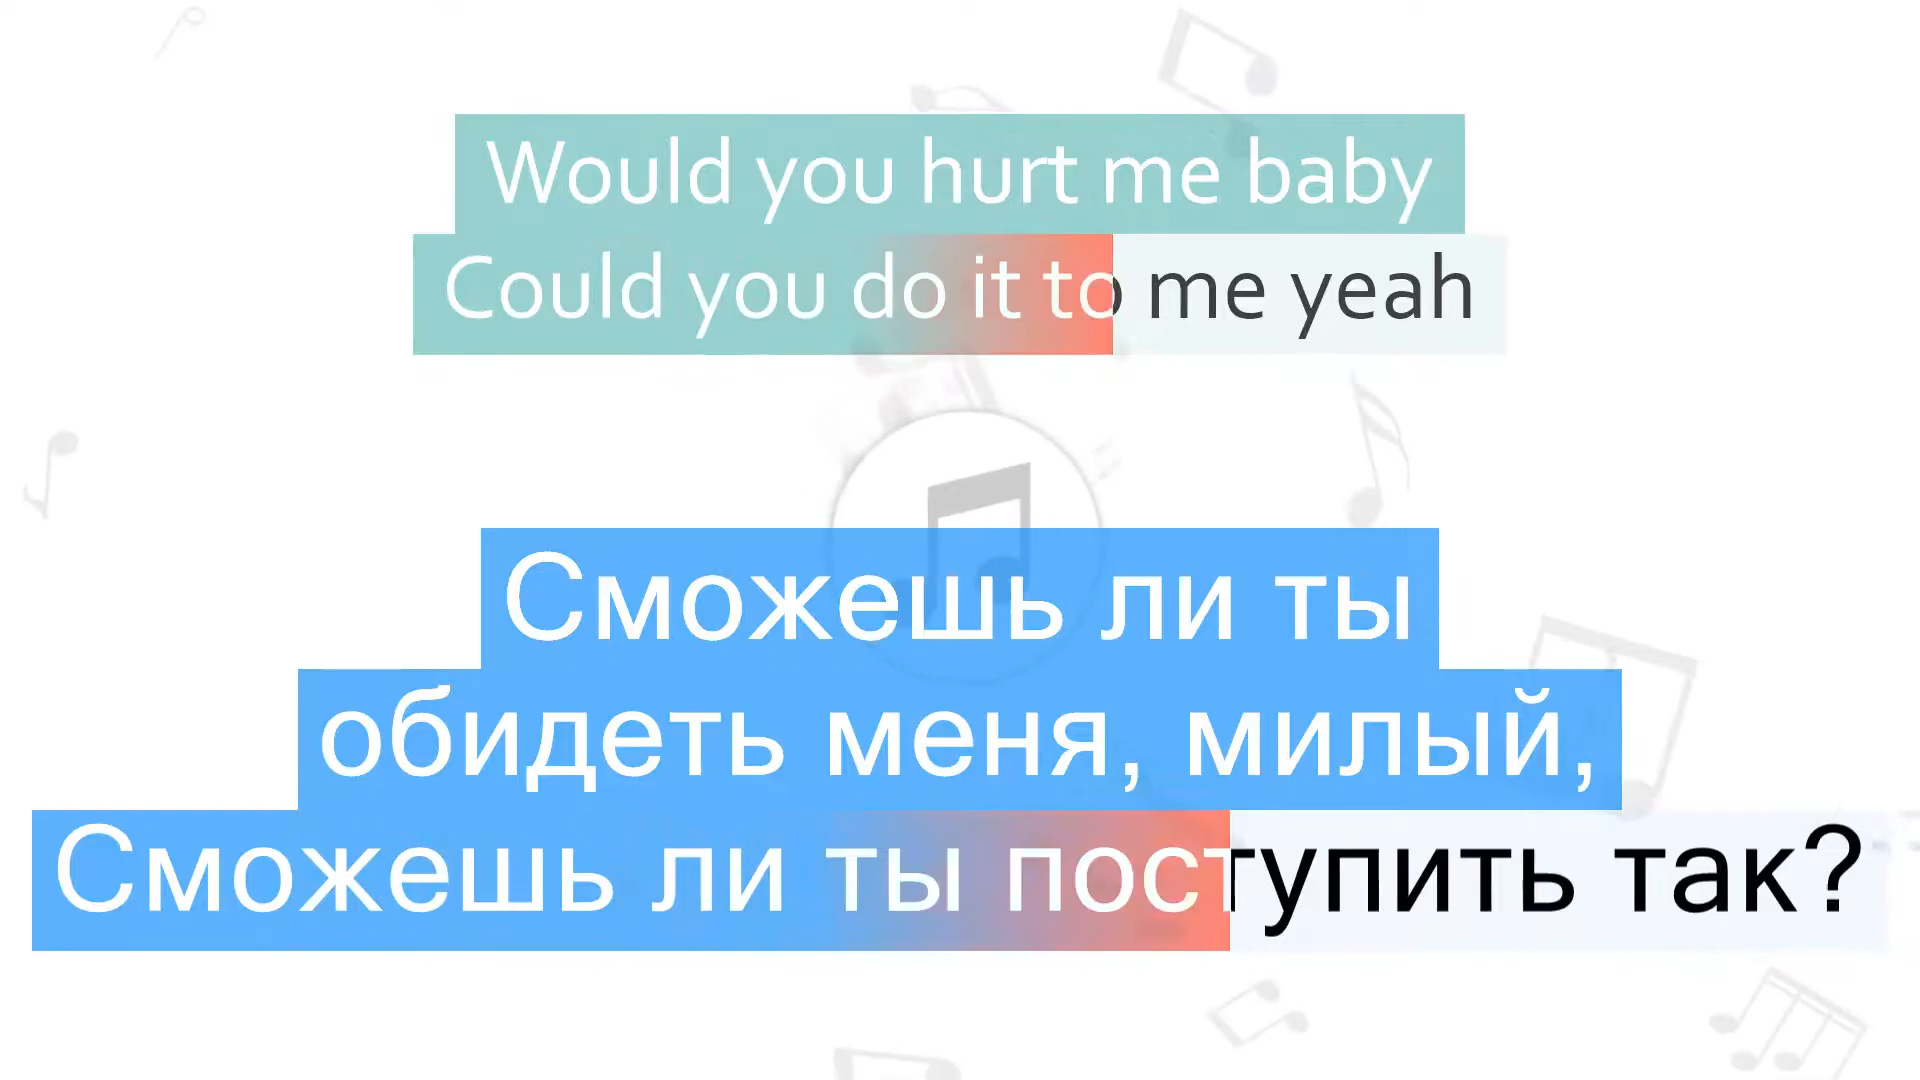 Would you hurt me baby
Could you do it to me yeah
Сможешь ли ты
обидеть меня, милый,
Сможешь ли ты поступить так?